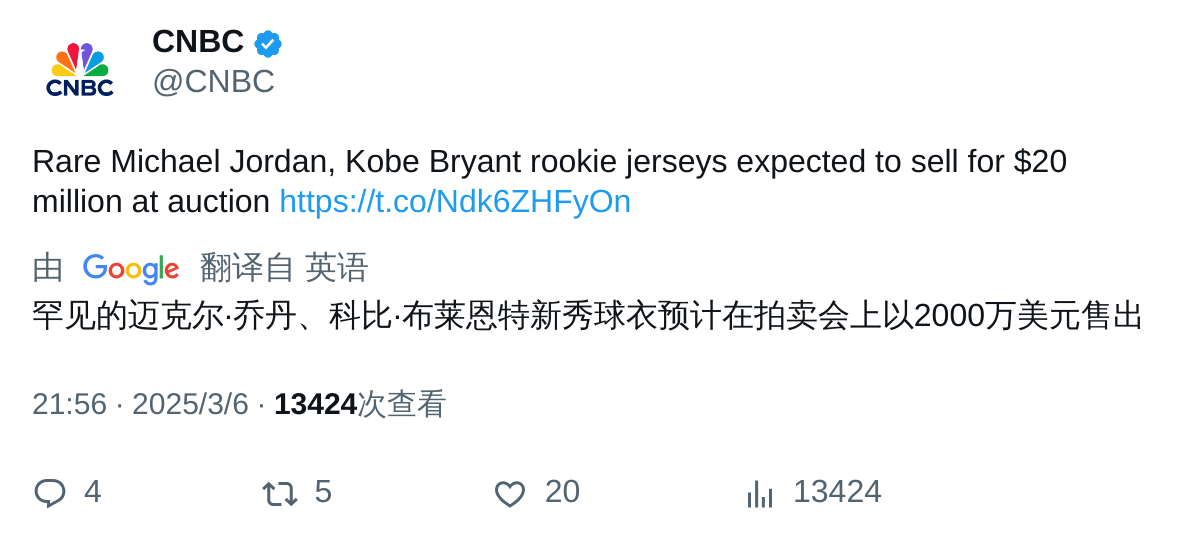 CNBC
CNBC
@CNBC
Rare Michael Jordan, Kobe Bryant rookie jerseys expected to sell for $20
million at auction https://t.co/Ndk6ZHFyOn
由 Google 翻译自 英语
罕见的迈克尔·乔丹、科比·布莱恩特新秀球衣预计在拍卖会上以2000万美元售出
21:56 · 2025/3/6 · 13424次查看
4 5 20 13424